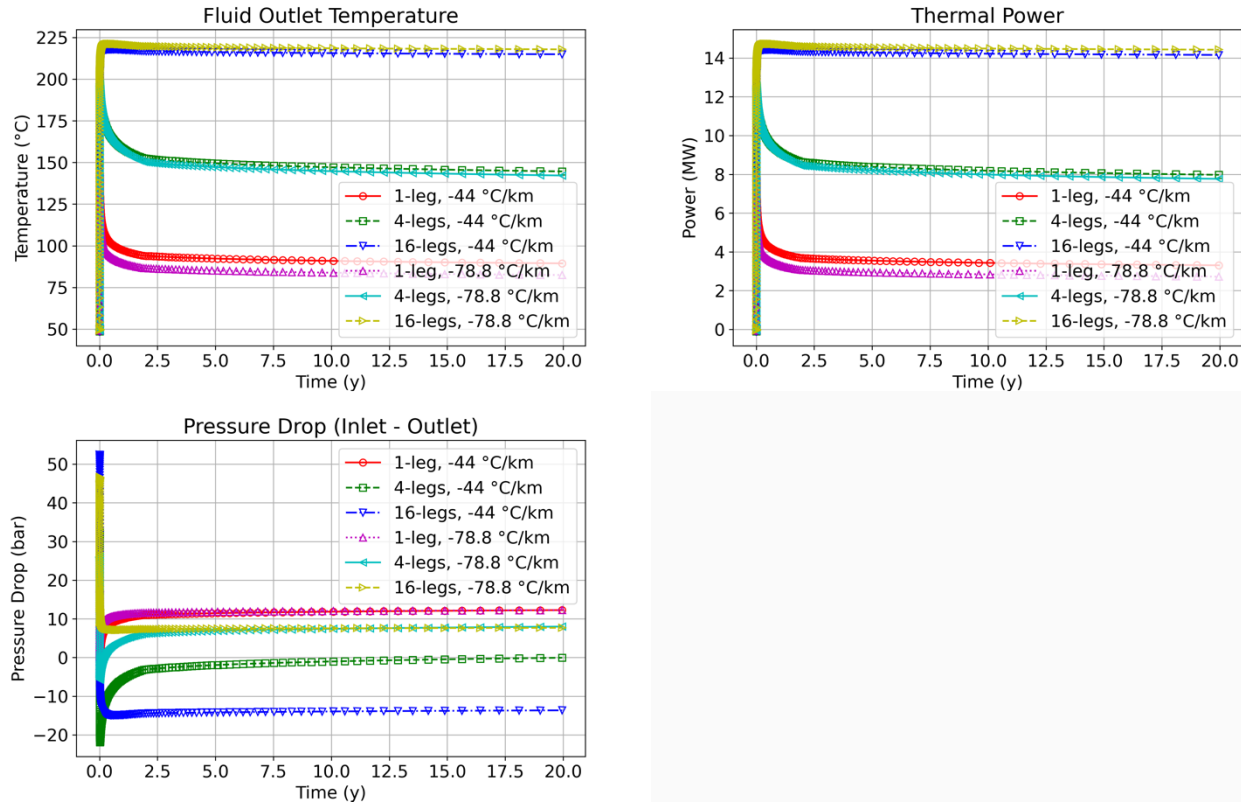 Fluid Outlet Temperature
Temperature (°C)
225
200
175
150
125
100
75
50
1-leg, -44 °C/km
4-legs, -44 °C/km
16-legs, -44 °C/km
1-leg, -78.8 °C/km
4-legs, -78.8 °C/km
16-legs, -78.8 °C/km
0.0 2.5 5.0 7.5 10.0 12.5 15.0 17.5 20.0
Time (y)
Thermal Power
Power (MW)
14
12
10
8
6
4
2
0
1-leg, -44 °C/km
4-legs, -44 °C/km
16-legs, -44 °C/km
1-leg, -78.8 °C/km
4-legs, -78.8 °C/km
16-legs, -78.8 °C/km
0.0 2.5 5.0 7.5 10.0 12.5 15.0 17.5 20.0
Time (y)
Pressure Drop (Inlet - Outlet)
Pressure Drop (bar)
50
40
30
20
10
0
−10
−20
1-leg, -44 °C/km
4-legs, -44 °C/km
16-legs, -44 °C/km
1-leg, -78.8 °C/km
4-legs, -78.8 °C/km
16-legs, -78.8 °C/km
0.0 2.5 5.0 7.5 10.0 12.5 15.0 17.5 20.0
Time (y)